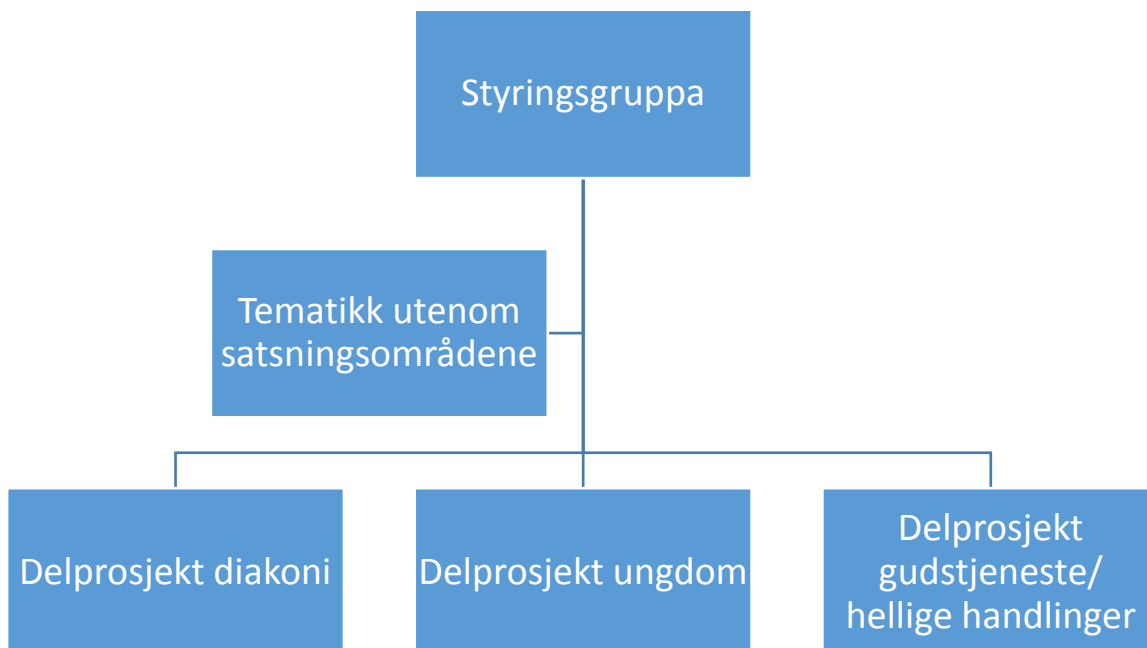 Styringsgruppa
Tematikk utenom
satsningsområdene
Delprosjekt diakoni
Delprosjekt ungdom
Delprosjekt
gudstjeneste/
hellige handlinger